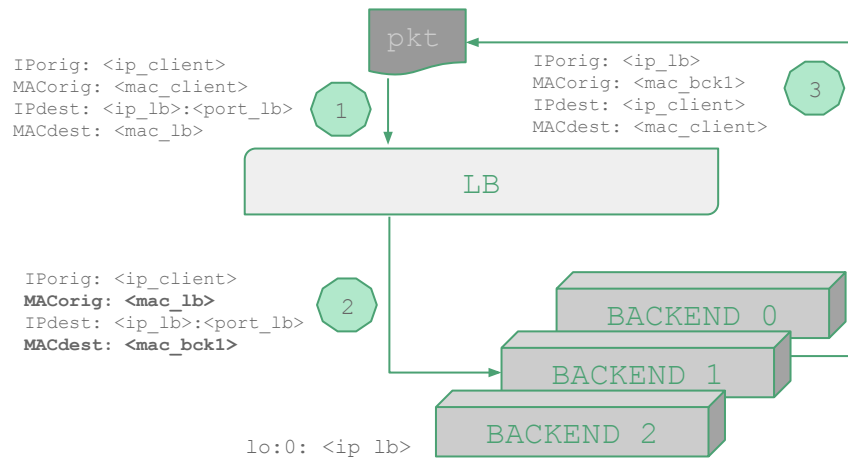 pkt
IPorig: <ip_client>
MACorig: <mac_client>
IPdest: <ip_lb>:<port_lb>
MACdest: <mac_lb>
1
IPorig: <ip_lb>
MACorig: <mac_bck1>
IPdest: <ip_client>
MACdest: <mac_client>
3
LB
IPorig: <ip_client>
MACorig: <mac_lb>
IPdest: <ip_lb>:<port_lb>
MACdest: <mac_bck1>
2
BACKEND 0
BACKEND 1
BACKEND 2
lo:0: <ip lb>